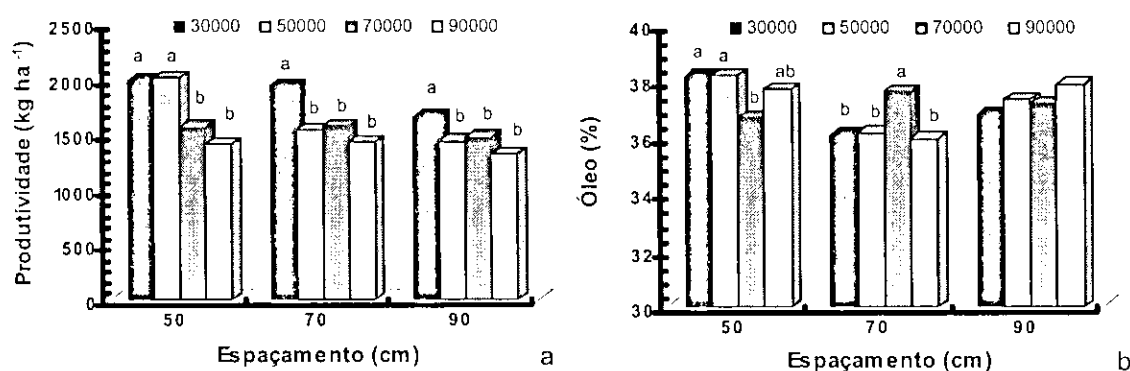 30000 50000 70000 90000
Produtividade (kg ha -1)
2500
2000
1500
1000
500
0
a a b b
a b b b
a b b b
50 70 90
Espaçamento (cm)
a
30000 50000 70000 90000
Óleo (%)
40
38
36
34
32
30
a a b ab
b b a b
50 70 90
Espaçamento (cm)
b